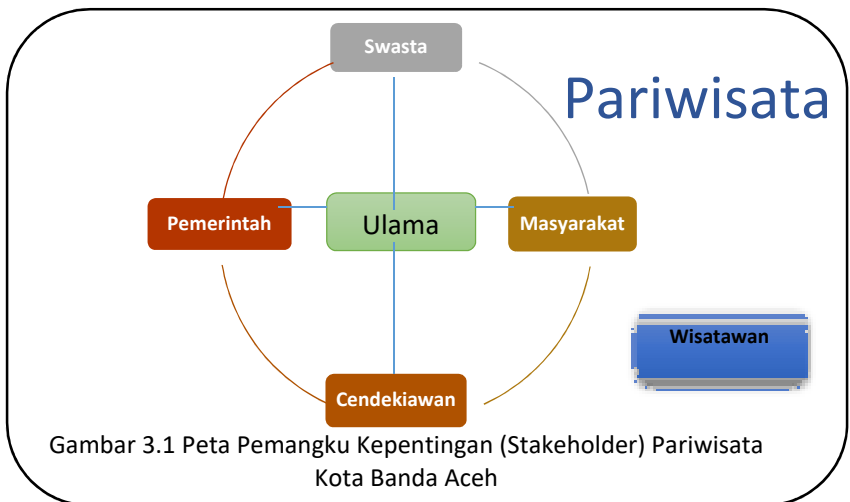 Swasta
Pariwisata
Pemerintah
Ulama
Masyarakat
Wisatawan
Cendekiawan
Gambar 3.1 Peta Pemangku Kepentingan (Stakeholder) Pariwisata
Kota Banda Aceh